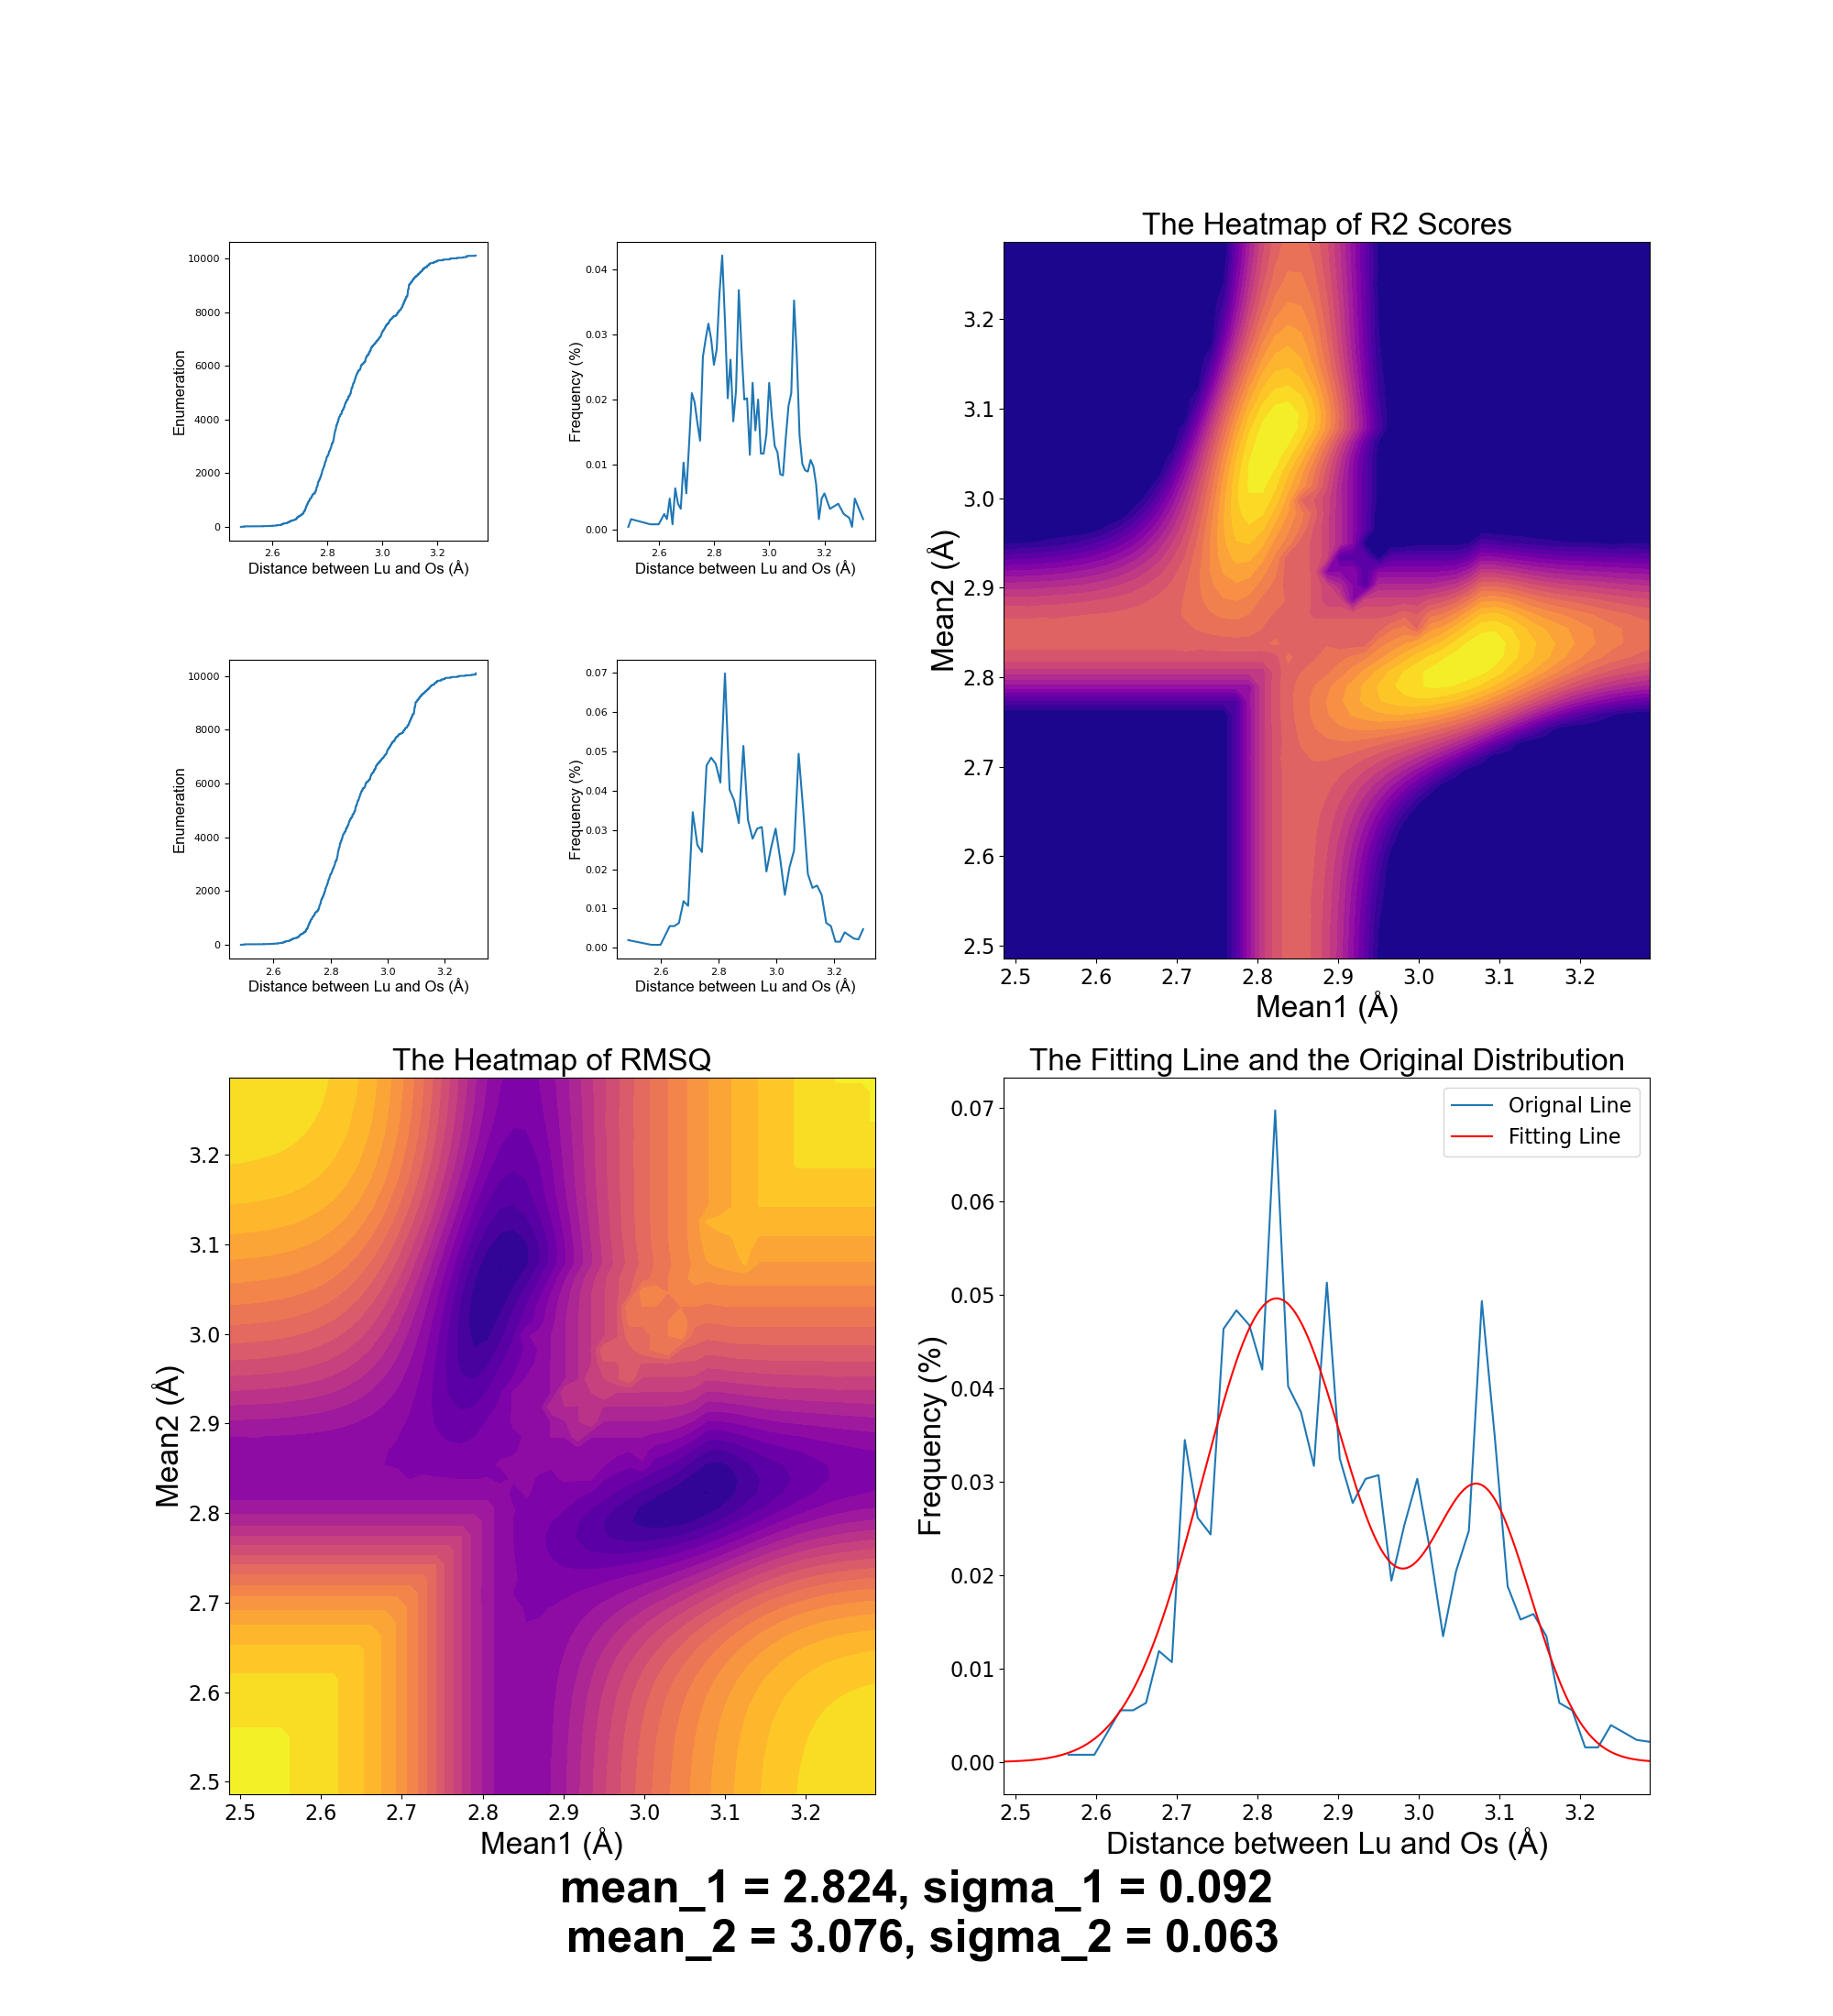 10000
8000
6000
4000
2000
0
Enumeration
2.6 2.8 3.0 3.2
Distance between Lu and Os (Å)
0.04
0.03
0.02
0.01
0.00
Frequency (%)
2.6 2.8 3.0 3.2
Distance between Lu and Os (Å)
The Heatmap of R2 Scores
3.2
3.1
3.0
2.9
2.8
2.7
2.6
2.5
Mean2 (Å)
2.5 2.6 2.7 2.8 2.9 3.0 3.1 3.2
Mean1 (Å)
10000
8000
6000
4000
2000
0
Enumeration
2.6 2.8 3.0 3.2
Distance between Lu and Os (Å)
0.07
0.06
0.05
0.04
0.03
0.02
0.01
0.00
Frequency (%)
2.6 2.8 3.0 3.2
Distance between Lu and Os (Å)
The Heatmap of RMSQ
3.2
3.1
3.0
2.9
2.8
2.7
2.6
2.5
Mean2 (Å)
2.5 2.6 2.7 2.8 2.9 3.0 3.1 3.2
Mean1 (Å)
The Fitting Line and the Original Distribution
Orignal Line
Fitting Line
0.07
0.06
0.05
0.04
0.03
0.02
0.01
0.00
Frequency (%)
2.5 2.6 2.7 2.8 2.9 3.0 3.1 3.2
Distance between Lu and Os (Å)
mean_1 = 2.824, sigma_1 = 0.092
mean_2 = 3.076, sigma_2 = 0.063